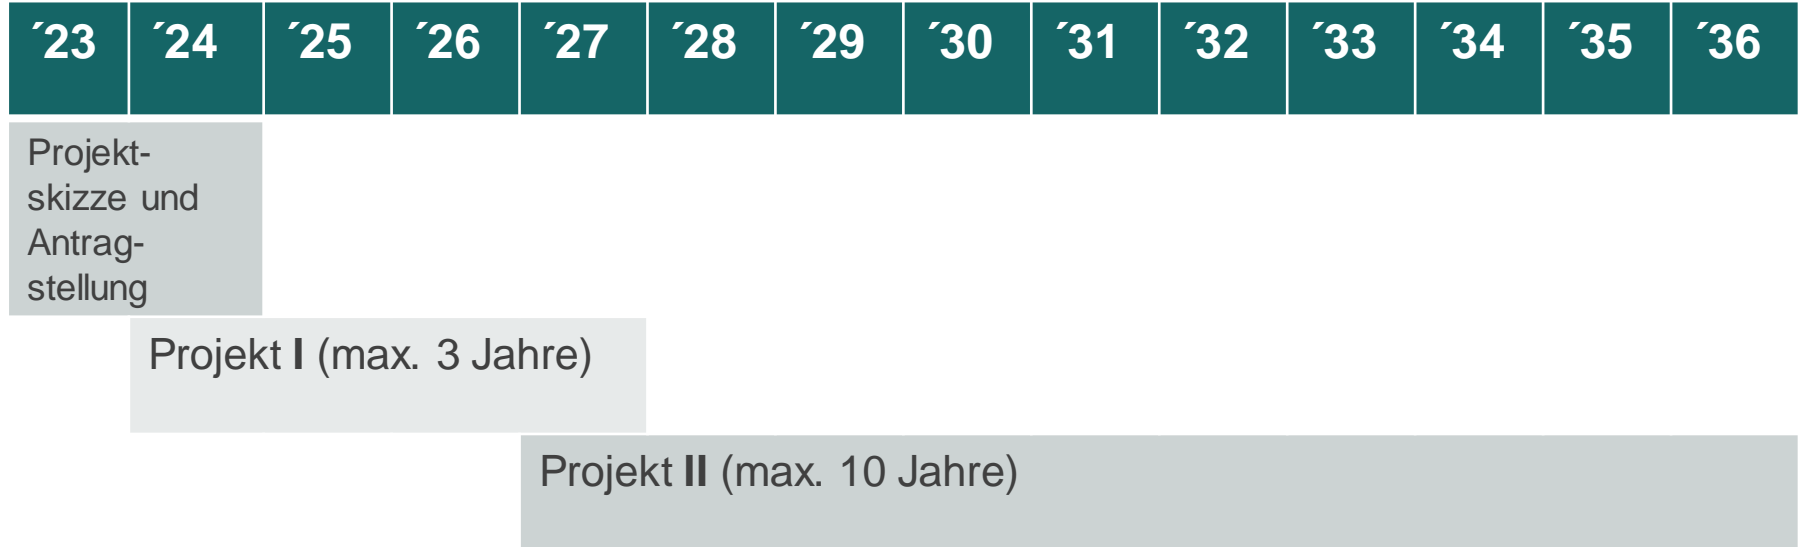 ´23 ´24 ´25 ´26 ´27 ´28 ´29 ´30 ´31 ´32 ´33 ´34 ´35 ´36
Projekt-
skizze und
Antrag-
stellung
Projekt I (max. 3 Jahre)
Projekt II (max. 10 Jahre)